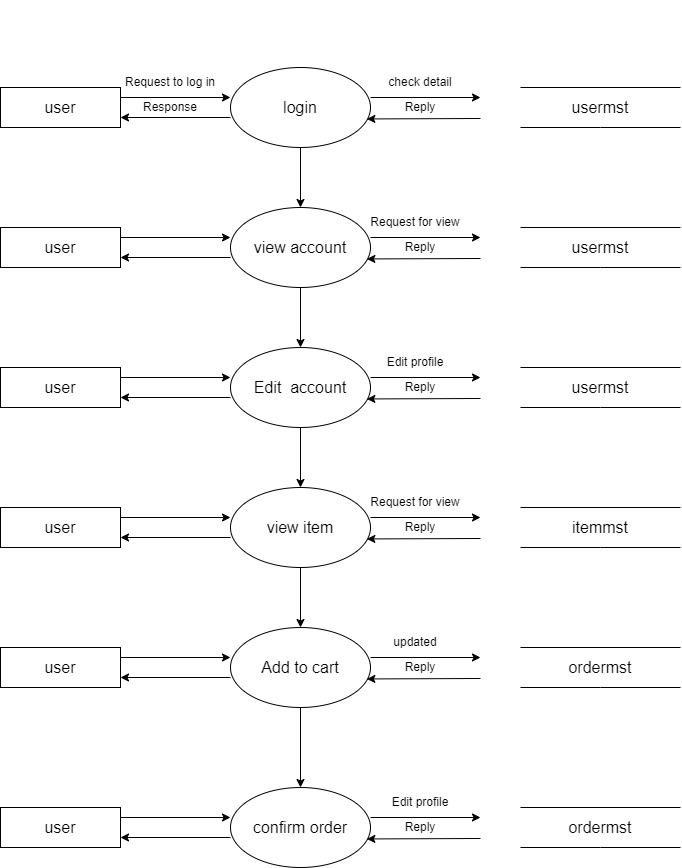 Request to log in
check detail
user
Response
login
Reply
usermst
Request for view
user
view account
Reply
usermst
Edit profile
user
Edit  account
Reply
usermst
Request for view
user
view item
Reply
itemmst
updated
user
Add to cart
Reply
ordermst
Edit profile
user
confirm order
Reply
ordermst